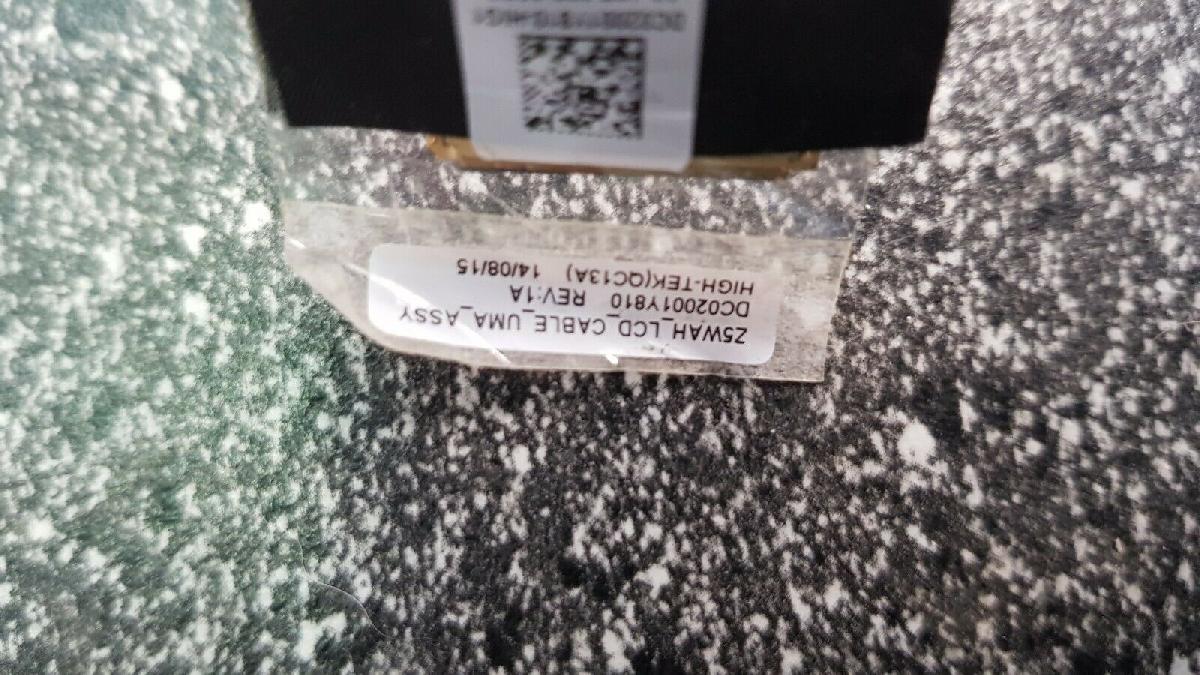 Z5WAH_LCD_CABLE_UMA_ASSY
DC02001Y810 REV:1A
HIGH-TEK(QC13A) 14/08/15